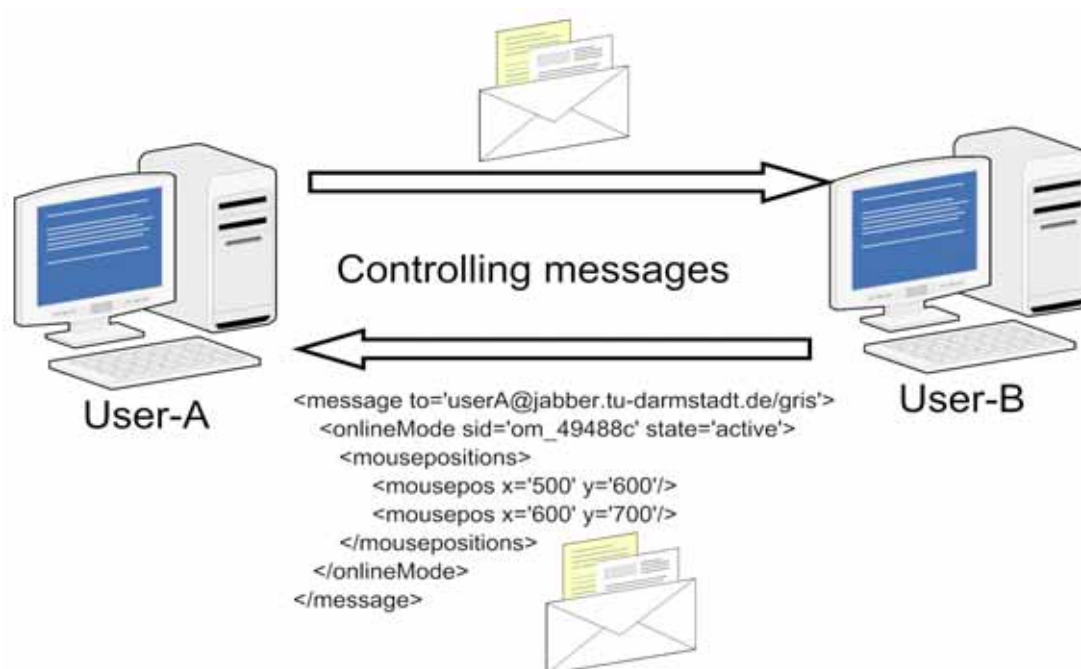 Controlling messages
User-A
User-B
<message to='userA@jabber.tu-darmstadt.de/gris'>
<onlineMode sid='om_49488c' state='active'>
<mousepositions>
<mousepos x='500' y='600'/>
<mousepos x='600' y='700'/>
</mousepositions>
</onlineMode>
</message>